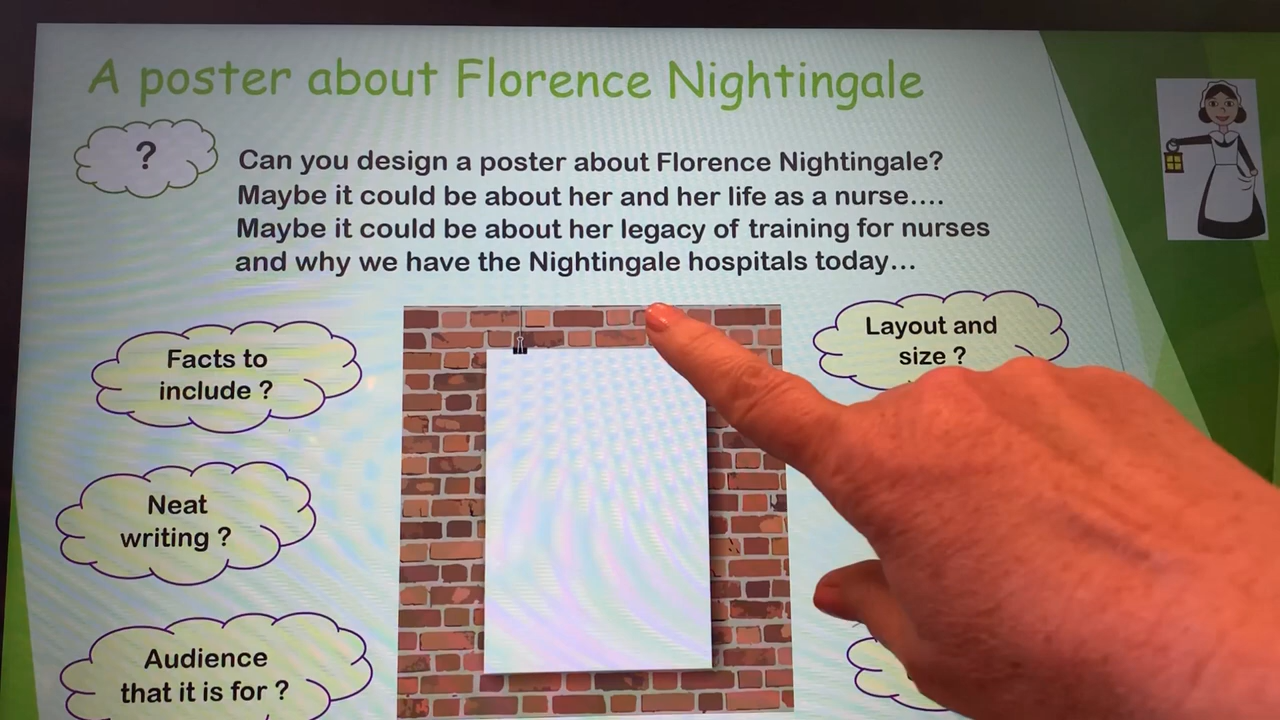 A poster about Florence Nightingale
?
Can you design a poster about Florence Nightingale?
Maybe it could be about her and her life as a nurse....
Maybe it could be about her legacy of training for nurses
and why we have the Nightingale hospitals today...
Facts to
include ?
Layout and
size ?
Neat
writing ?
Audience
that it is for ?